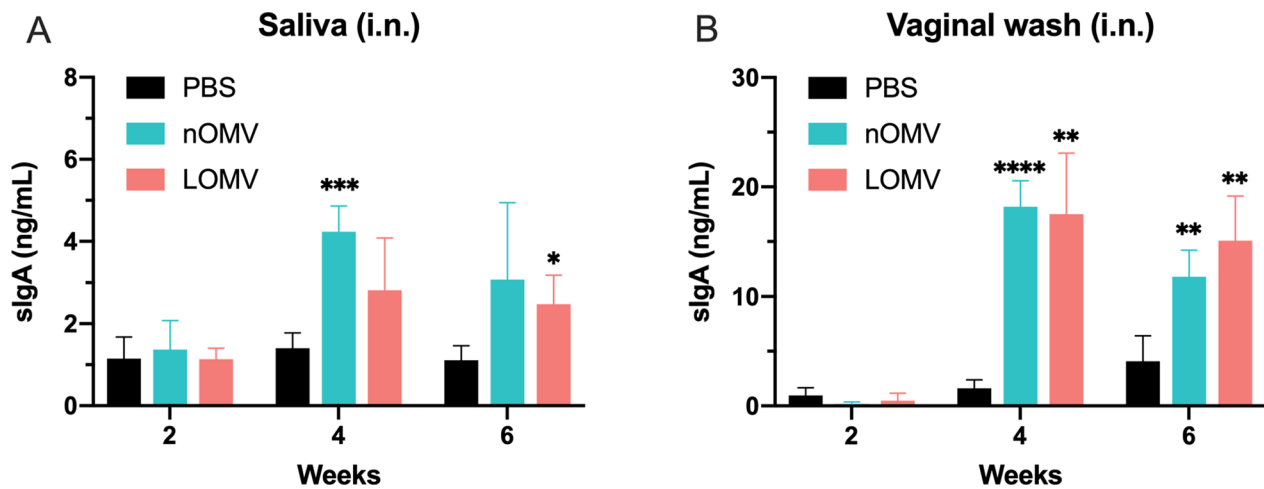 A
Saliva (i.n.)
8
6
4
2
0
sIgA (ng/mL)
PBS
nOMV
LOMV
***
*
2
4
6
Weeks
B
Vaginal wash (i.n.)
30
20
10
0
sIgA (ng/mL)
PBS
nOMV
LOMV
****
**
**
**
2
4
6
Weeks